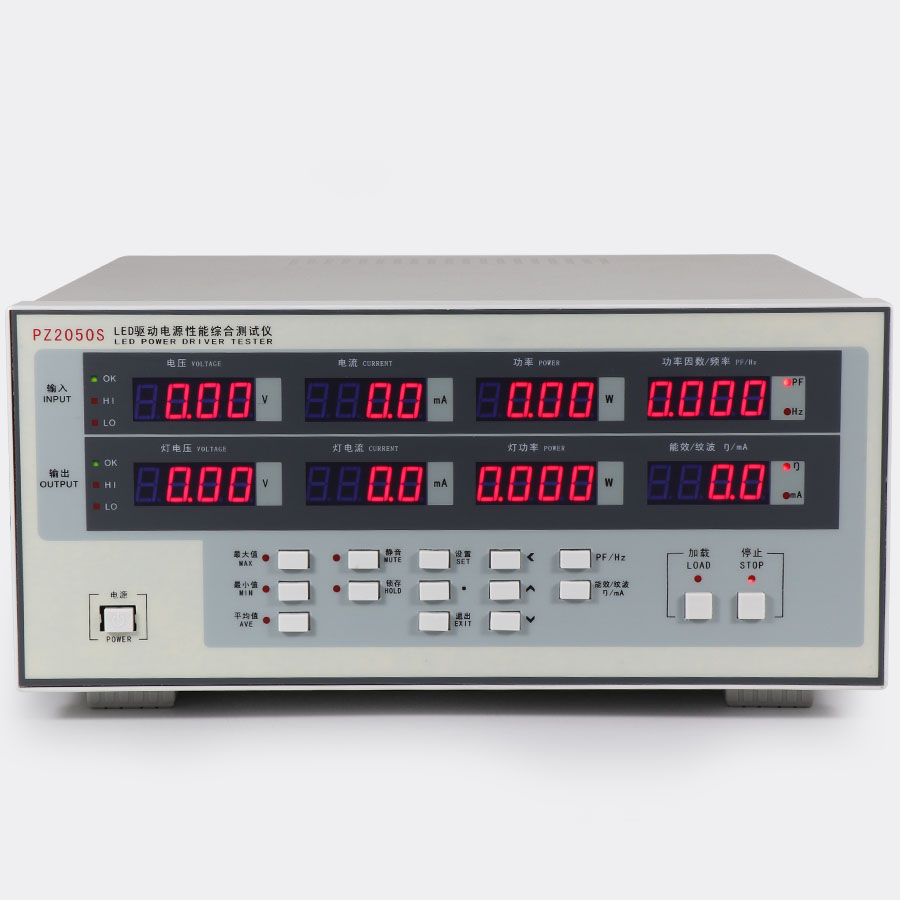 PZ2050S LED驱动电源性能综合测试仪
LED POWER DRIVER TESTER
电压 VOLTAGE 电流 CURRENT 功率 POWER 功率因数/频率 PF/Hz
输入
INPUT
OK
HI
LO
0.00 V 0.0 mA 0.00 W 0.000 PF
Hz
灯电压 VOLTAGE 灯电流 CURRENT 灯功率 POWER 能效/纹波 η/mA
输出
OUTPUT
OK
HI
LO
0.00 V 0.0 mA 0.000 W 0.0 η
mA
最大值
MAX
静音
MUTE
设置
SET
PF/Hz
最小值
MIN
锁存
HOLD
能效/纹波
η/mA
平均值
AVE
退出
EXIT
加载
LOAD
停止
STOP
电源
POWER